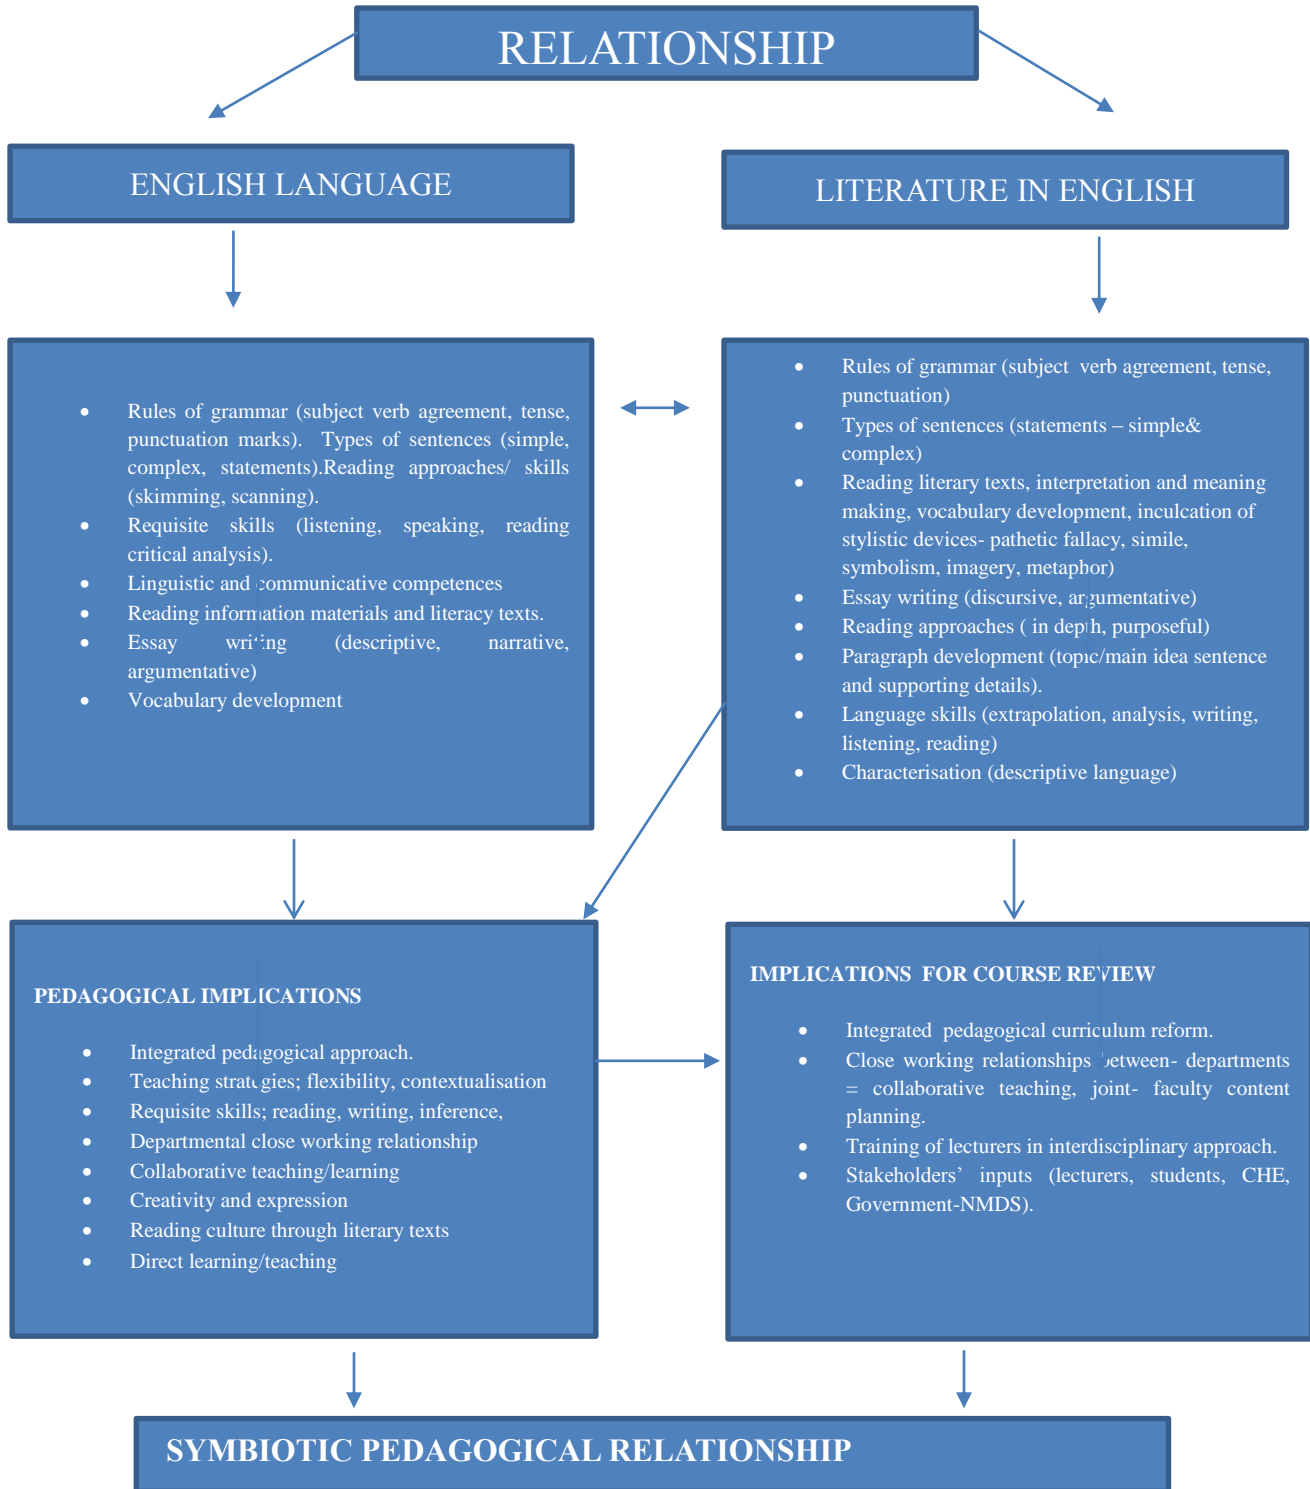 RELATIONSHIP
ENGLISH LANGUAGE
LITERATURE IN ENGLISH
• Rules of grammar (subject verb agreement, tense,
punctuation marks). Types of sentences (simple,
complex, statements).Reading approaches/ skills
(skimming, scanning).
• Requisite skills (listening, speaking, reading
critical analysis).
• Linguistic and communicative competences
• Reading information materials and literacy texts.
• Essay writing (descriptive, narrative,
argumentative)
• Vocabulary development
• Rules of grammar (subject verb agreement, tense,
punctuation)
• Types of sentences (statements – simple&
complex)
• Reading literary texts, interpretation and meaning
making, vocabulary development, inculcation of
stylistic devices- pathetic fallacy, simile,
symbolism, imagery, metaphor)
• Essay writing (discursive, argumentative)
• Reading approaches ( in depth, purposeful)
• Paragraph development (topic/main idea sentence
and supporting details).
• Language skills (extrapolation, analysis, writing,
listening, reading)
• Characterisation (descriptive language)
PEDAGOGICAL IMPLICATIONS
• Integrated pedagogical approach.
• Teaching strategies; flexibility, contextualisation
• Requisite skills; reading, writing, inference,
• Departmental close working relationship
• Collaborative teaching/learning
• Creativity and expression
• Reading culture through literary texts
• Direct learning/teaching
IMPLICATIONS FOR COURSE REVIEW
• Integrated pedagogical curriculum reform.
• Close working relationships between- departments
= collaborative teaching, joint- faculty content
planning.
• Training of lecturers in interdisciplinary approach.
• Stakeholders’ inputs (lecturers, students, CHE,
Government-NMDS).
SYMBIOTIC PEDAGOGICAL RELATIONSHIP